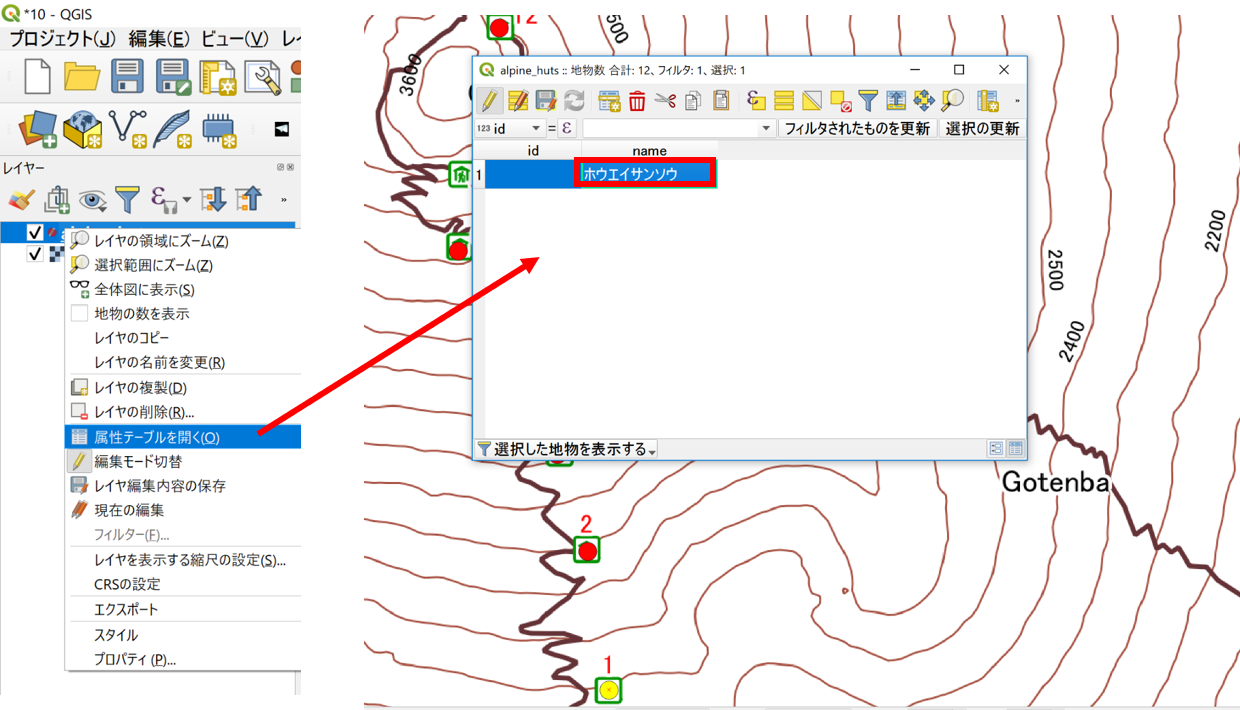 *10 - QGIS
プロジェクト(J) 編集(E) ビュー(V) レイ
レイヤー
レイヤの領域にズーム(Z)
選択範囲にズーム(Z)
全体図に表示(S)
地物の数を表示
レイヤのコピー
レイヤの名前を変更(R)
レイヤの複製(D)
レイヤの削除(R)...
属性テーブルを開く(O)
編集モード切替
レイヤ編集内容の保存
現在の編集
フィルター(F)...
レイヤを表示する縮尺の設定(S)...
CRSの設定
エクスポート
スタイル
プロパティ(P)...
12
3500
3600
alpine_huts :: 地物数 合計: 12、フィルタ: 1、選択: 1
123 id = ε フィルタされたものを更新 選択の更新
id name
1 ホウエイサンソウ
選択した地物を表示する
2200
2500
2400
Gotenba
2
1